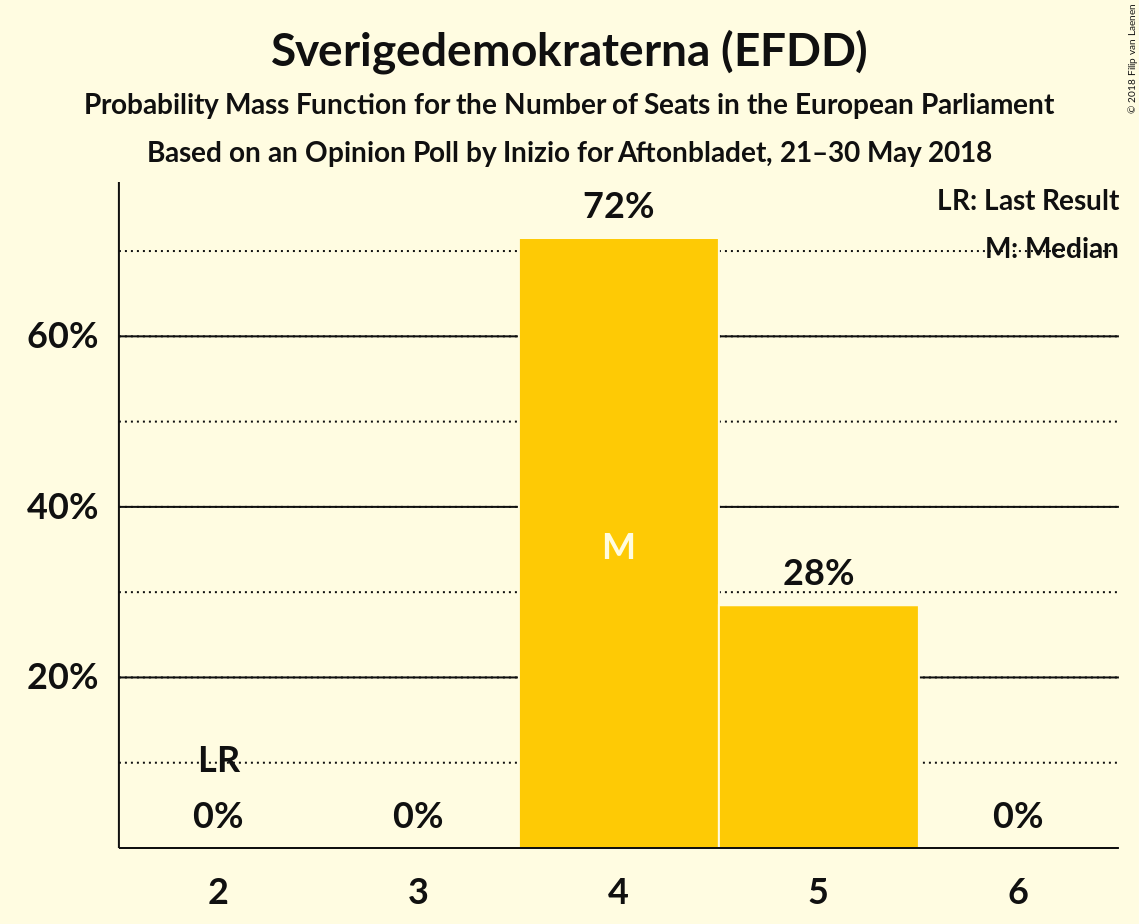 Sverigedemokraterna (EFDD)
Probability Mass Function for the Number of Seats in the European Parliament
Based on an Opinion Poll by Inizio for Aftonbladet, 21–30 May 2018
© 2018 Filip van Laenen
LR: Last Result
M: Median
72%
60%
40%
M
28%
20%
LR
0%
0%
0%
2
3
4
5
6